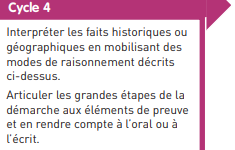 Cycle 4
Interpréter les faits historiques ou
géographiques en mobilisant des
modes de raisonnement décrits
ci-dessus.
Articuler les grandes étapes de la
démarche aux éléments de preuve
et en rendre compte à l'oral ou à
l'écrit.